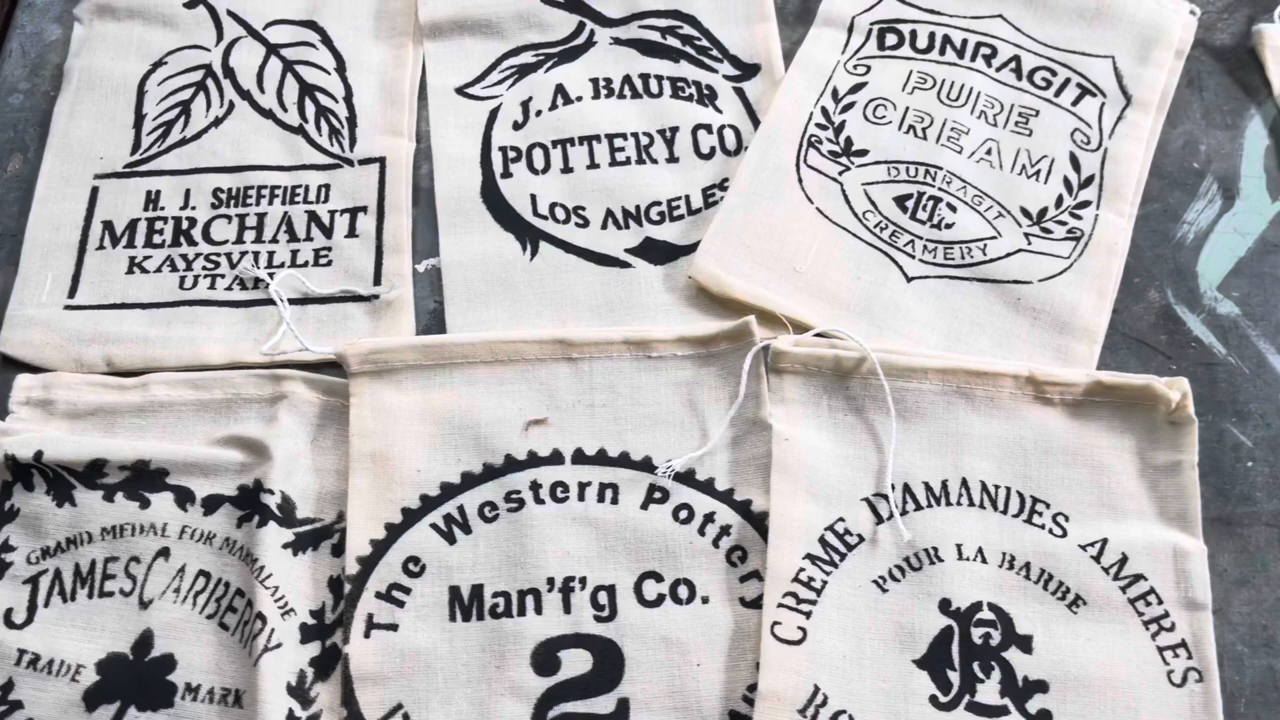 H. J. SHEFFIELD
MERCHANT
KAYSVILLE
UTAH
J. A. BAUER
POTTERY CO.
LOS ANGELES
DUNRAGIT
PURE
CREAM
DUNRAGIT
CREAMERY
GRAND MEDAL FOR MARMALADE
JAMES CARBERRY
TRADE MARK
The Western Pottery
Man'f'g Co.
2
CREME D'AMANDES AMERES
POUR LA BARBE